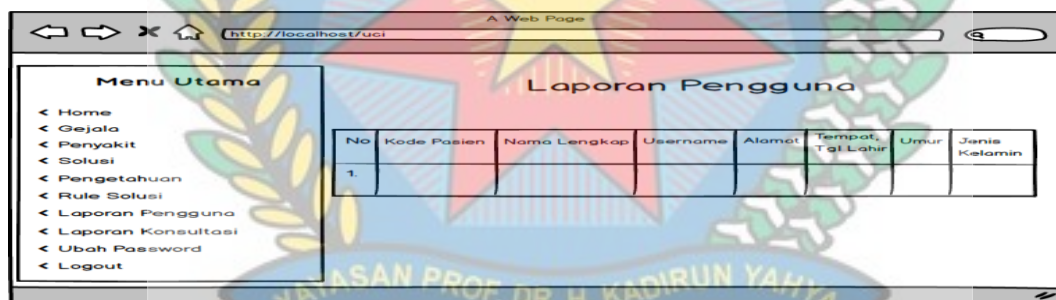 A Web Page
http://localhost/uci
Menu Utama
< Home
< Gejala
< Penyakit
< Solusi
< Pengetahuan
< Rule Solusi
< Laporan Pengguna
< Laporan Konsultasi
< Ubah Password
< Logout
Laporan Pengguna
No Kode Pasien Nama Lengkap Username Alamat Tempat, Tgl Lahir Umur Jenis Kelamin
1.
YAYASAN PROF. DR. H. KADIRUN YAHYA